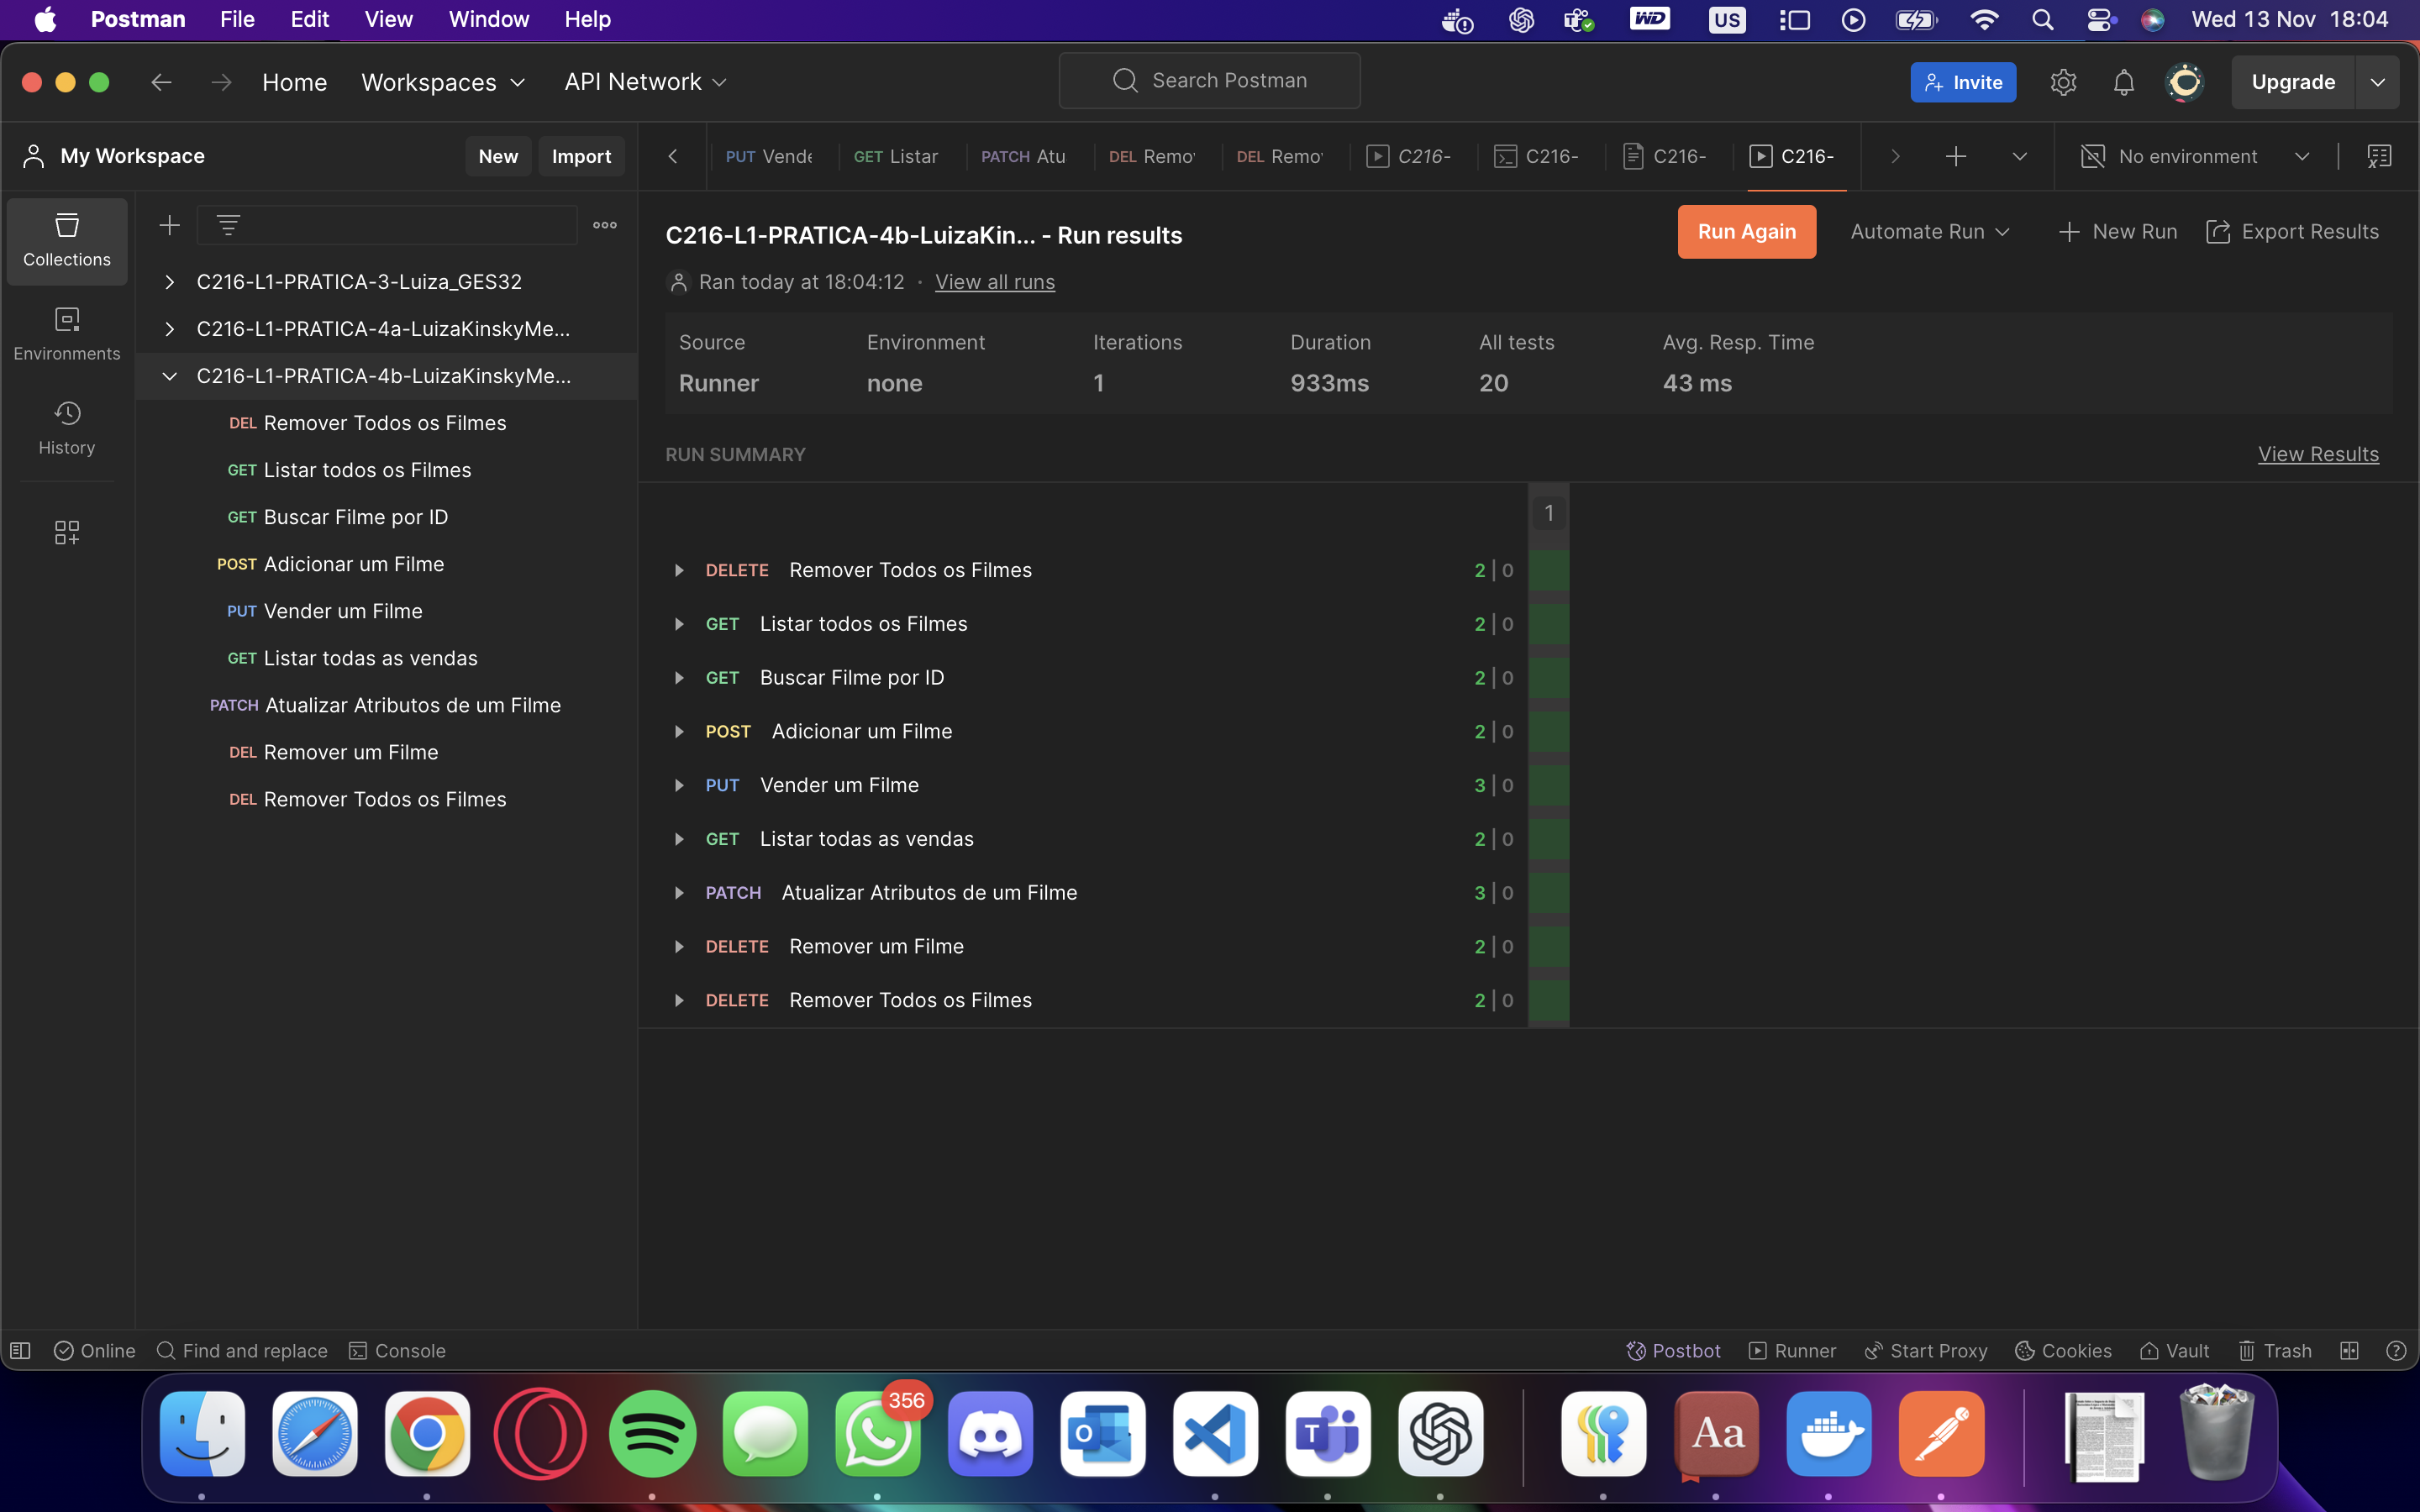 Postman File Edit View Window Help
WD US Wed 13 Nov 18:04
Home Workspaces API Network Search Postman Invite Upgrade
My Workspace New Import
PUT Vende GET Listar PATCH Atu DEL Remo DEL Remo C216- C216- C216- C216- No environment
Collections
Environments
History
C216-L1-PRATICA-3-Luiza_GES32
C216-L1-PRATICA-4a-LuizaKinskyMe...
C216-L1-PRATICA-4b-LuizaKinskyMe...
DEL Remover Todos os Filmes
GET Listar todos os Filmes
GET Buscar Filme por ID
POST Adicionar um Filme
PUT Vender um Filme
GET Listar todas as vendas
PATCH Atualizar Atributos de um Filme
DEL Remover um Filme
DEL Remover Todos os Filmes
C216-L1-PRATICA-4b-LuizaKin... - Run results
Run Again Automate Run New Run Export Results
Ran today at 18:04:12 · View all runs
Source Environment Iterations Duration All tests Avg. Resp. Time
Runner none 1 933ms 20 43 ms
RUN SUMMARY View Results
1
DELETE Remover Todos os Filmes 2 | 0
GET Listar todos os Filmes 2 | 0
GET Buscar Filme por ID 2 | 0
POST Adicionar um Filme 2 | 0
PUT Vender um Filme 3 | 0
GET Listar todas as vendas 2 | 0
PATCH Atualizar Atributos de um Filme 3 | 0
DELETE Remover um Filme 2 | 0
DELETE Remover Todos os Filmes 2 | 0
Online Find and replace Console Postbot Runner Start Proxy Cookies Vault Trash
356
Aa